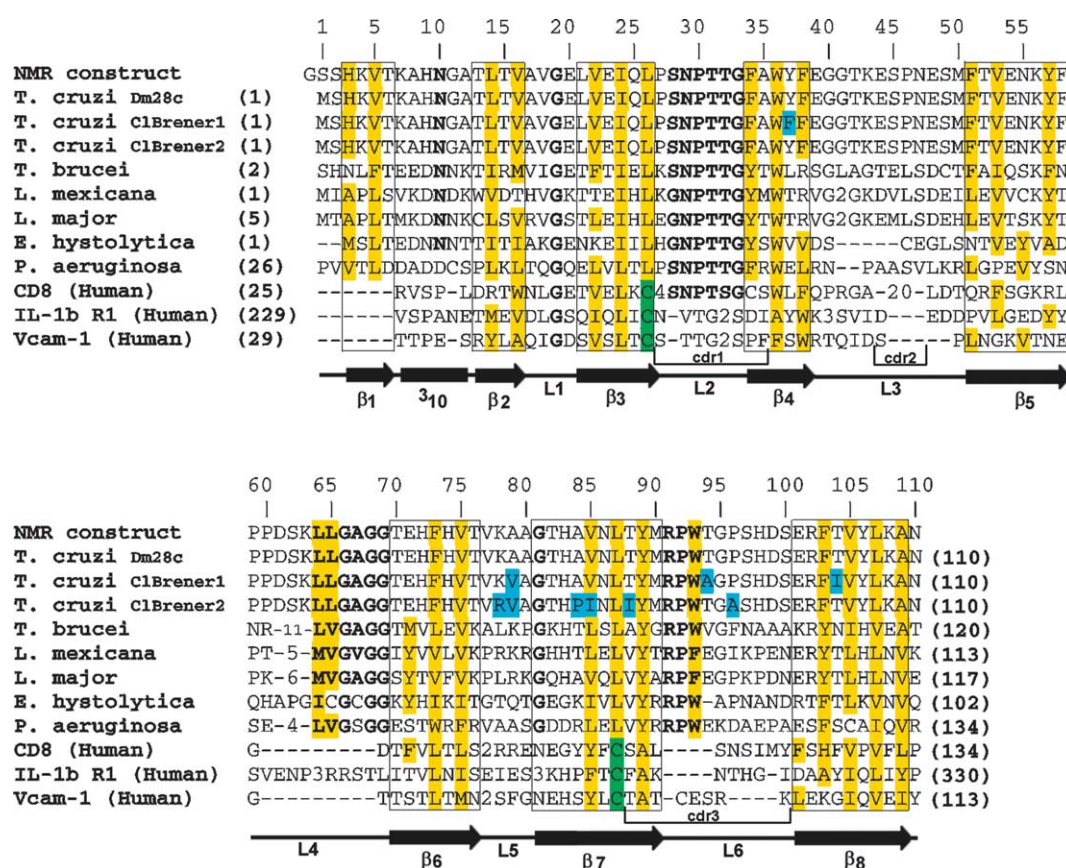 1 5 10 15 20 25 30 35 40 45 50 55
NMR construct GSSHKVTKAHNGATLTVAVGELVEIQLPSNPTTGFAWYFEGGTKESPNESMFTVENKYF
T. cruzi Dm28c (1) MSHKVTKAHNGATLTVAVGELVEIQLPSNPTTGFAWYFEGGTKESPNESMFTVENKYF
T. cruzi ClBrener1 (1) MSHKVTKAHNGATLTVAVGELVEIQLPSNPTTGFAWFFEGGTKESPNESMFTVENKYF
T. cruzi ClBrener2 (1) MSHKVTKAHNGATLTVAVGELVEIQLPSNPTTGFAWYFEGGTKESPNESMFTVENKYF
T. brucei (2) SHNLFTEEDNNKTIRMVIGETFTIELESNPTTGYTWLRSGLAGTELSDCTFAIQSKFN
L. mexicana (1) MIAPLSVKDNDKWVDTHVGKTTEIHLKGNPTTGYMWTRVG2GKDVLSDEILEVVCKYT
L. major (5) MTAPLTMKDNNKCLSVRVGSTLEIHLEGNPTTGYTWTRVG2GKEMLSDEHLEVTSKYT
E. hystolytica (1) --MSLTEDNNNTTITIAKGENKEIILHGNPTTGYSWVVDS-----CEGLSNTVEYVAD
P. aeruginosa (26) PVVTLDDADDCSPLKLTQGQELVLTLPSNPTTGFRWELRN--PAASVLKRLGPEVYSN
CD8 (Human) (25) -----RVSP-LDRTWNLGETVELKC4SNPTSGCSWLFQPRGA-20-LDTQRFSGKRL
IL-1b R1 (Human) (229) -----VSPANETMEVDLGSQIQLICN-VTG2SDIAYWK3SVID---EDDPVLGEDYY
Vcam-1 (Human) (29) -----TTPES-RYLAQIGDSVSLTCS-TTG2SPFFSWRTQIDS-----PLNGKVTNE
cdr1 cdr2
β1 310 β2 L1 β3 L2 β4 L3 β5
60 65 70 75 80 85 90 95 100 105 110
NMR construct PPDSKLLGAGGTEHFHVTVKAAGTHAVNLTYMRPWTGPSHDSERFTVYLKAN
T. cruzi Dm28c PPDSKLLGAGGTEHFHVTVKAAGTHAVNLTYMRPWTGPSHDSERFTVYLKAN (110)
T. cruzi ClBrener1 PPDSKLLGAGGTEHFHVTVKVAGTHAVNLTYMRPWAGPSHDSERFIVYLKAN (110)
T. cruzi ClBrener2 PPDSKLLGAGGTEHFHVTVRVAGTHPINLIYMRPWTGASHDSERFTVYLKAN (110)
T. brucei NR-11-LVGAGGTMVLEVKALKPGKHTLSLAYGRPWVGFNAAAKRYNIHVEAT (120)
L. mexicana PT-5-MVGVGGIYVVLVKPRKRGHHTLELVYTRPFEGIKPENERYTLHLNVK (113)
L. major PK-6-MVGAGGSYTVFVKPLRKGQHAVQLVYARPFEGPKPDNERYTLHLNVE (117)
E. hystolytica QHAPGICGCGGKYHIKITGTQTGEGKIVLVYRRPW-APNANDRTFTLKVNVQ (102)
P. aeruginosa SE-4-LVGSGGESTWRFRVAASGDDRLELVYRRPWEKDAEPAESFSCAIQVR (134)
CD8 (Human) G---------DTFVLTLS2RRENEGYYFCSAL-----SNSIMYFSHFVPVFLP (134)
IL-1b R1 (Human) SVENP3RRSTLITVLNISEIES3KHPFTCFAK----NTHG-IDAAYIQLIYP (330)
Vcam-1 (Human) G---------TTSTLTMN2SFGNEHSYLCTAT-CESR----KLEKGIQVEIY (113)
cdr3
L4 β6 L5 β7 L6 β8